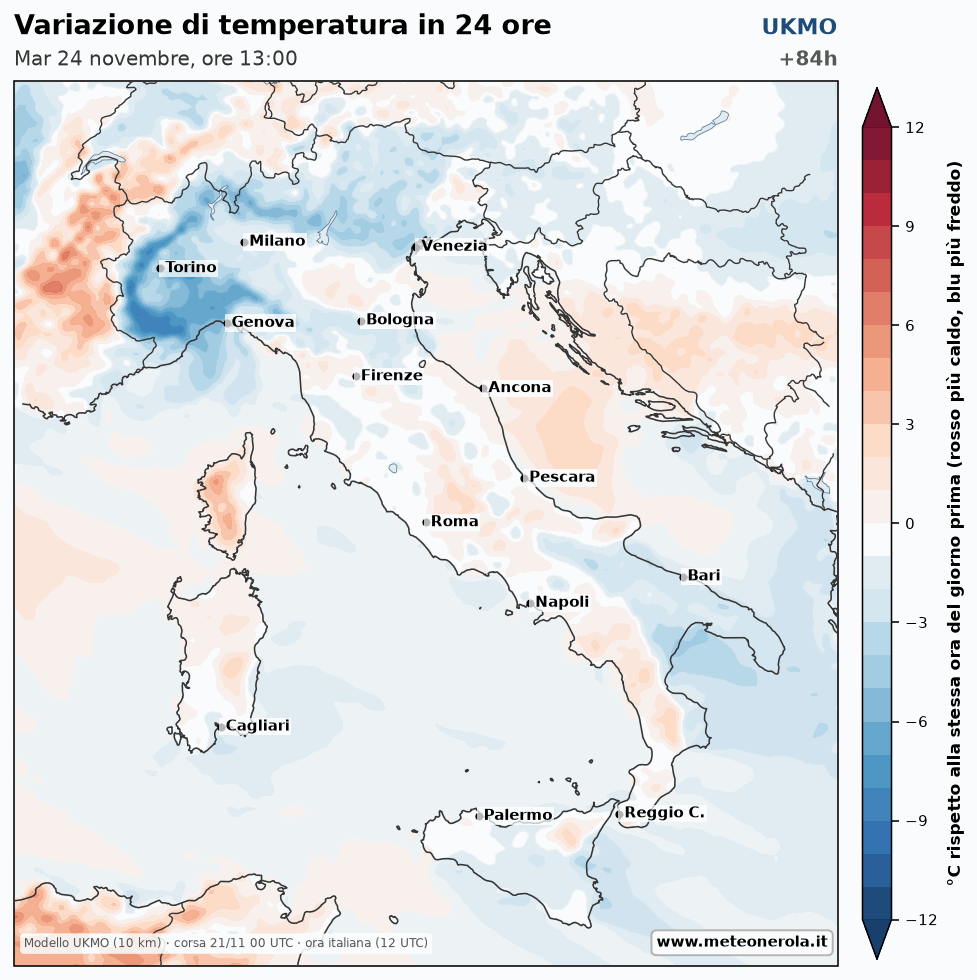 Variazione di temperatura in 24 ore
UKMO
Mar 24 novembre, ore 13:00
+84h
Milano
Venezia
Torino
Genova
Bologna
Firenze
Ancona
Pescara
Roma
Bari
Napoli
Cagliari
Palermo
Reggio C.
12
9
6
3
0
−3
−6
−9
−12
°C rispetto alla stessa ora del giorno prima (rosso più caldo, blu più freddo)
Modello UKMO (10 km) · corsa 21/11 00 UTC · ora italiana (12 UTC)
www.meteonerola.it